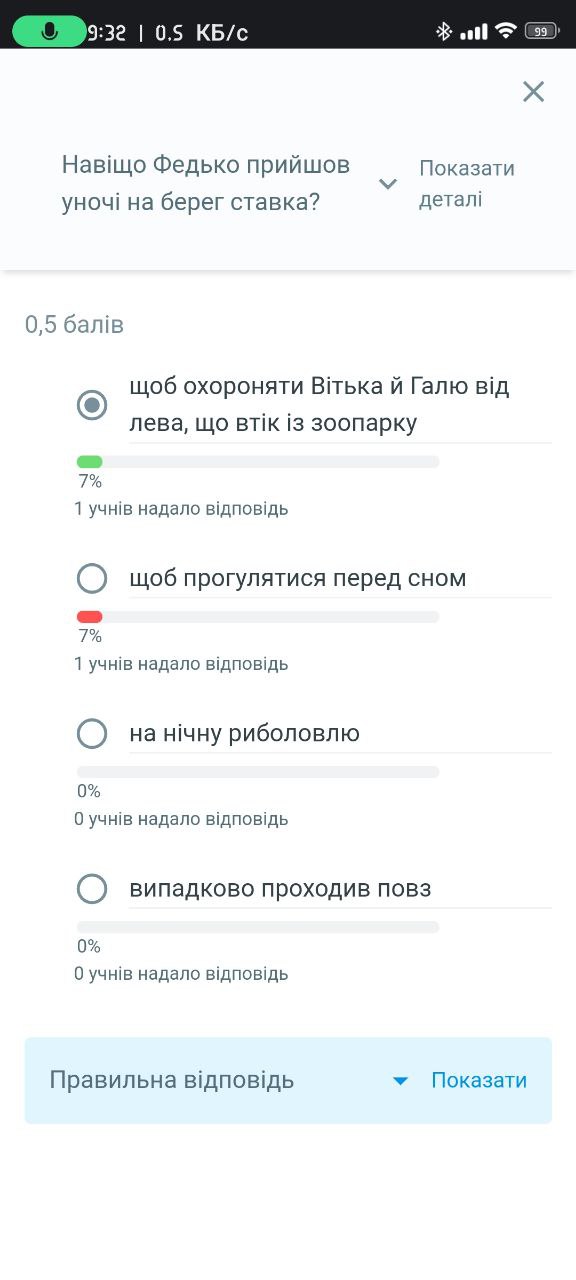 9:32 | 0,5 КБ/с
99
Навіщо Федько прийшов
уночі на берег ставка?
Показати
деталі
0,5 балів
щоб охороняти Вітька й Галю від
лева, що втік із зоопарку
7%
1 учнів надало відповідь
щоб прогулятися перед сном
7%
1 учнів надало відповідь
на нічну риболовлю
0%
0 учнів надало відповідь
випадково проходив повз
0%
0 учнів надало відповідь
Правильна відповідь
Показати